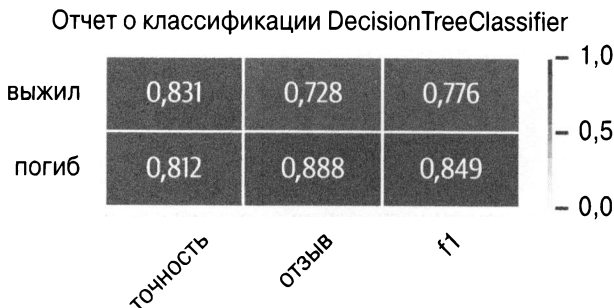 Отчет о классификации DecisionTreeClassifier
выжил 0,831 0,728 0,776
погиб 0,812 0,888 0,849
точность отзыв f1
1,0
0,5
0,0